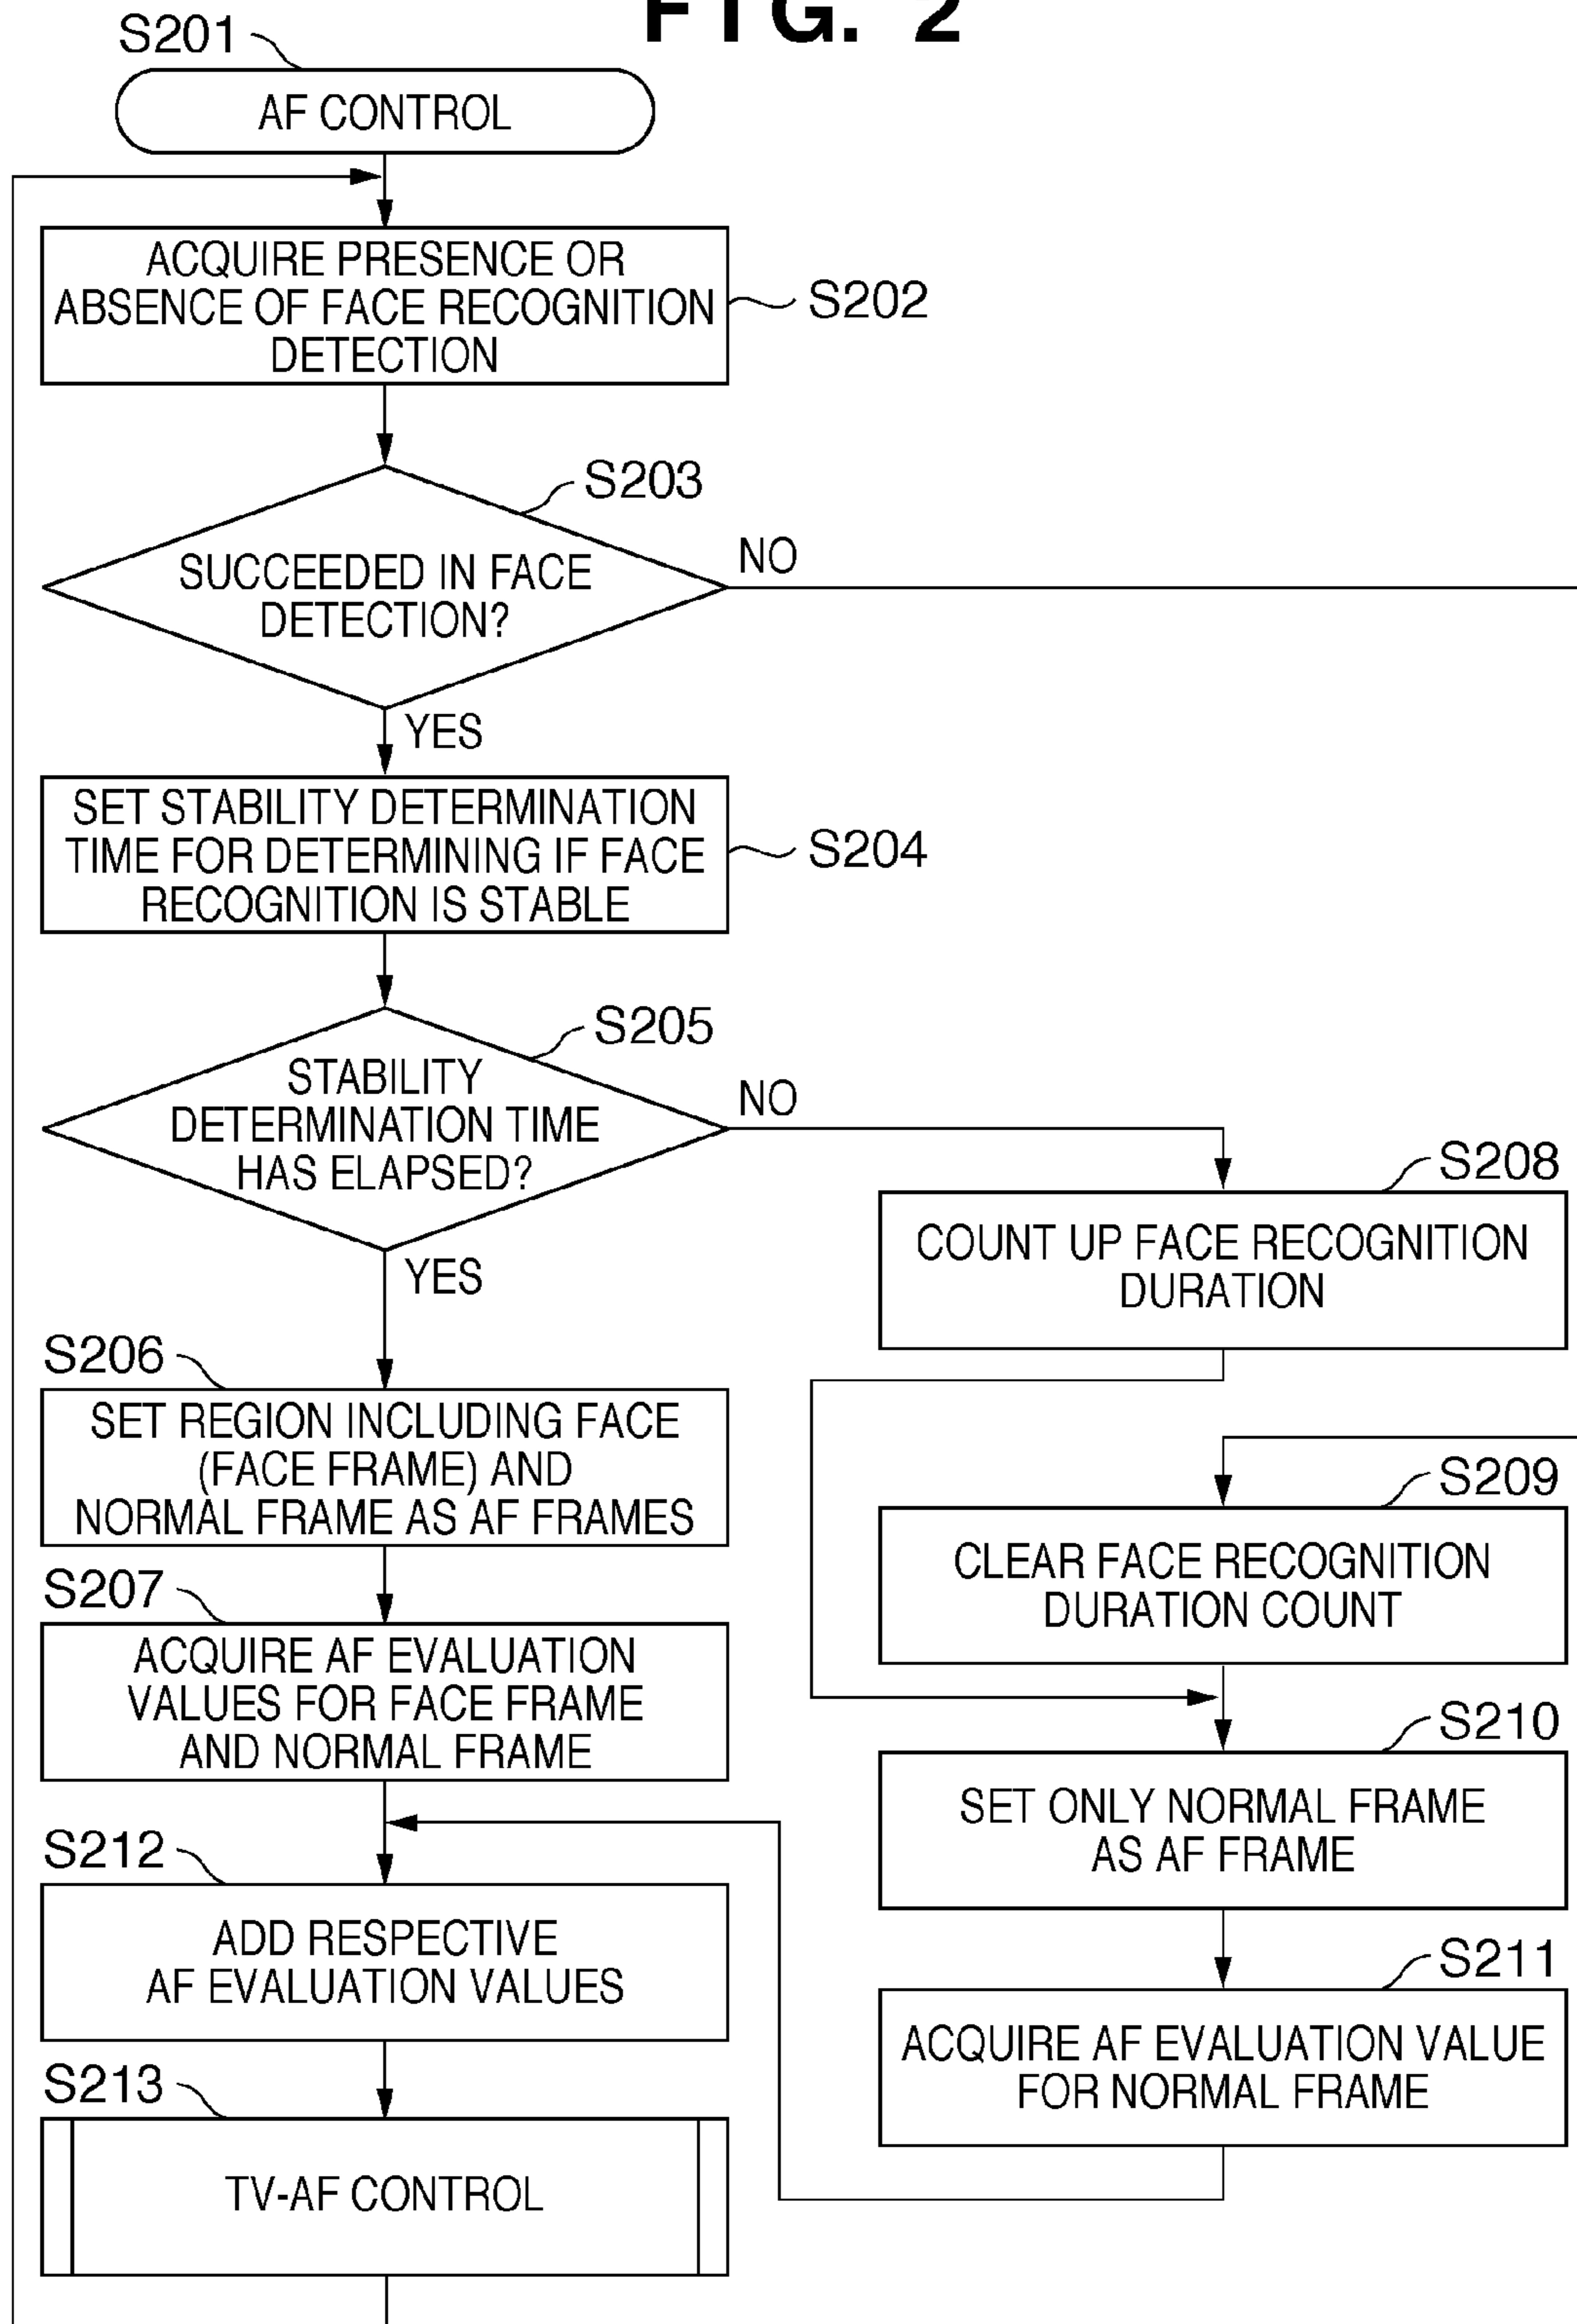 FIG. 2
S201
AF CONTROL
ACQUIRE PRESENCE OR
ABSENCE OF FACE RECOGNITION
DETECTION
S202
S203
SUCCEEDED IN FACE
DETECTION?
NO
YES
SET STABILITY DETERMINATION
TIME FOR DETERMINING IF FACE
RECOGNITION IS STABLE
S204
S205
STABILITY
DETERMINATION TIME
HAS ELAPSED?
NO
YES
S208
COUNT UP FACE RECOGNITION
DURATION
S206
SET REGION INCLUDING FACE
(FACE FRAME) AND
NORMAL FRAME AS AF FRAMES
S209
CLEAR FACE RECOGNITION
DURATION COUNT
S207
ACQUIRE AF EVALUATION
VALUES FOR FACE FRAME
AND NORMAL FRAME
S210
SET ONLY NORMAL FRAME
AS AF FRAME
S212
ADD RESPECTIVE
AF EVALUATION VALUES
S211
ACQUIRE AF EVALUATION VALUE
FOR NORMAL FRAME
S213
TV-AF CONTROL